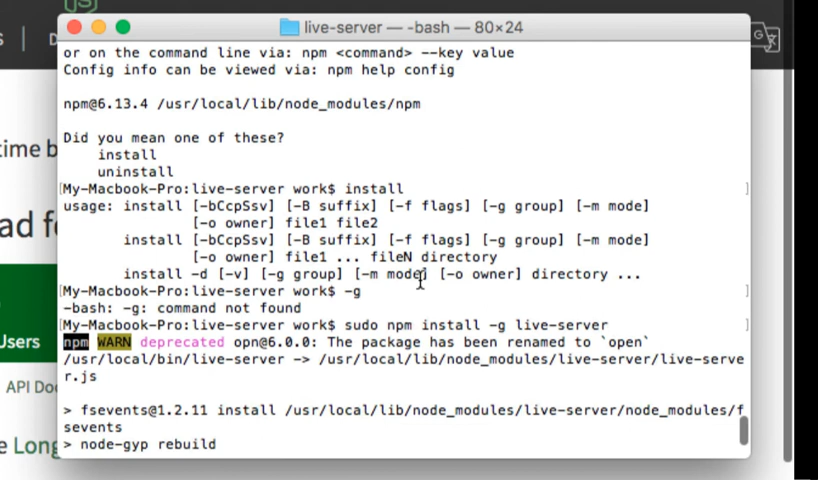 live-server — -bash — 80×24
or on the command line via: npm <command> --key value
Config info can be viewed via: npm help config
npm@6.13.4 /usr/local/lib/node_modules/npm
Did you mean one of these?
install
uninstall
[My-Macbook-Pro:live-server work$ install ]
usage: install [-bCcpSsv] [-B suffix] [-f flags] [-g group] [-m mode]
[-o owner] file1 file2
install [-bCcpSsv] [-B suffix] [-f flags] [-g group] [-m mode]
[-o owner] file1 ... fileN directory
install -d [-v] [-g group] [-m mode] [-o owner] directory ...
[My-Macbook-Pro:live-server work$ -g ]
-bash: -g: command not found
[My-Macbook-Pro:live-server work$ sudo npm install -g live-server ]
npm WARN deprecated opn@6.0.0: The package has been renamed to `open`
/usr/local/bin/live-server -> /usr/local/lib/node_modules/live-server/live-serve
r.js
> fsevents@1.2.11 install /usr/local/lib/node_modules/live-server/node_modules/f
sevents
> node-gyp rebuild
time b
ad f
Users
API Do
e Long